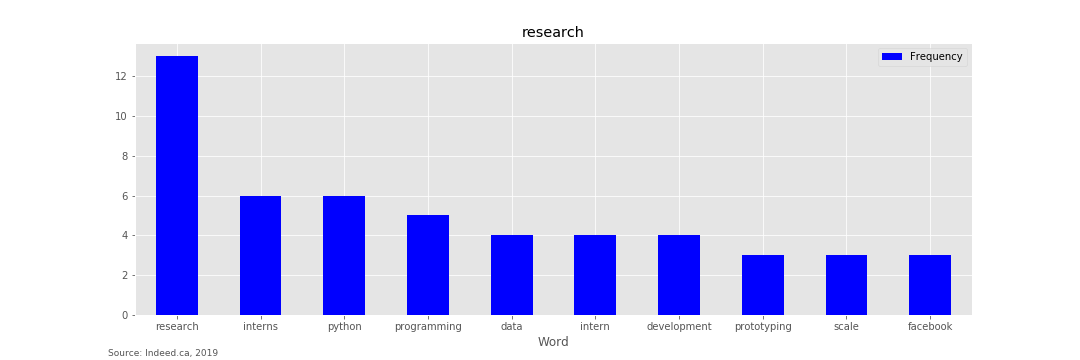 research
Frequency
12
10
8
6
4
2
0
research interns python programming data intern development prototyping scale facebook
Word
Source: Indeed.ca, 2019